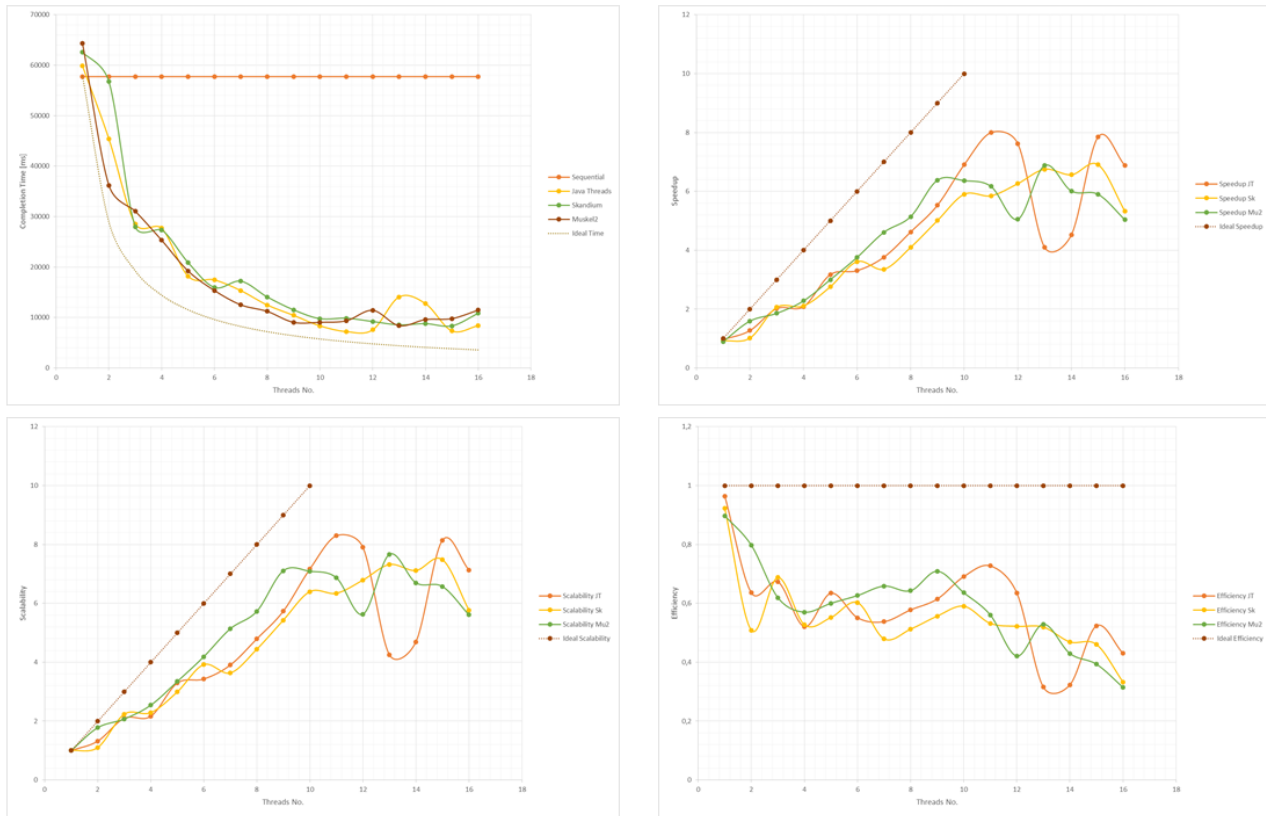 70000
60000
50000
40000
30000
20000
10000
0
Completion Time [ms]
0 2 4 6 8 10 12 14 16 18
Threads No.
Sequential
Java Threads
Skandium
Muskel2
Ideal Time
12
10
8
6
4
2
0
Speedup
0 2 4 6 8 10 12 14 16 18
Threads No.
Speedup JT
Speedup Sk
Speedup Mu2
Ideal Speedup
12
10
8
6
4
2
0
Scalability
0 2 4 6 8 10 12 14 16 18
Threads No.
Scalability JT
Scalability Sk
Scalability Mu2
Ideal Scalability
1,2
1
0,8
0,6
0,4
0,2
0
Efficiency
0 2 4 6 8 10 12 14 16 18
Threads No.
Efficiency JT
Efficiency Sk
Efficiency Mu2
Ideal Efficiency